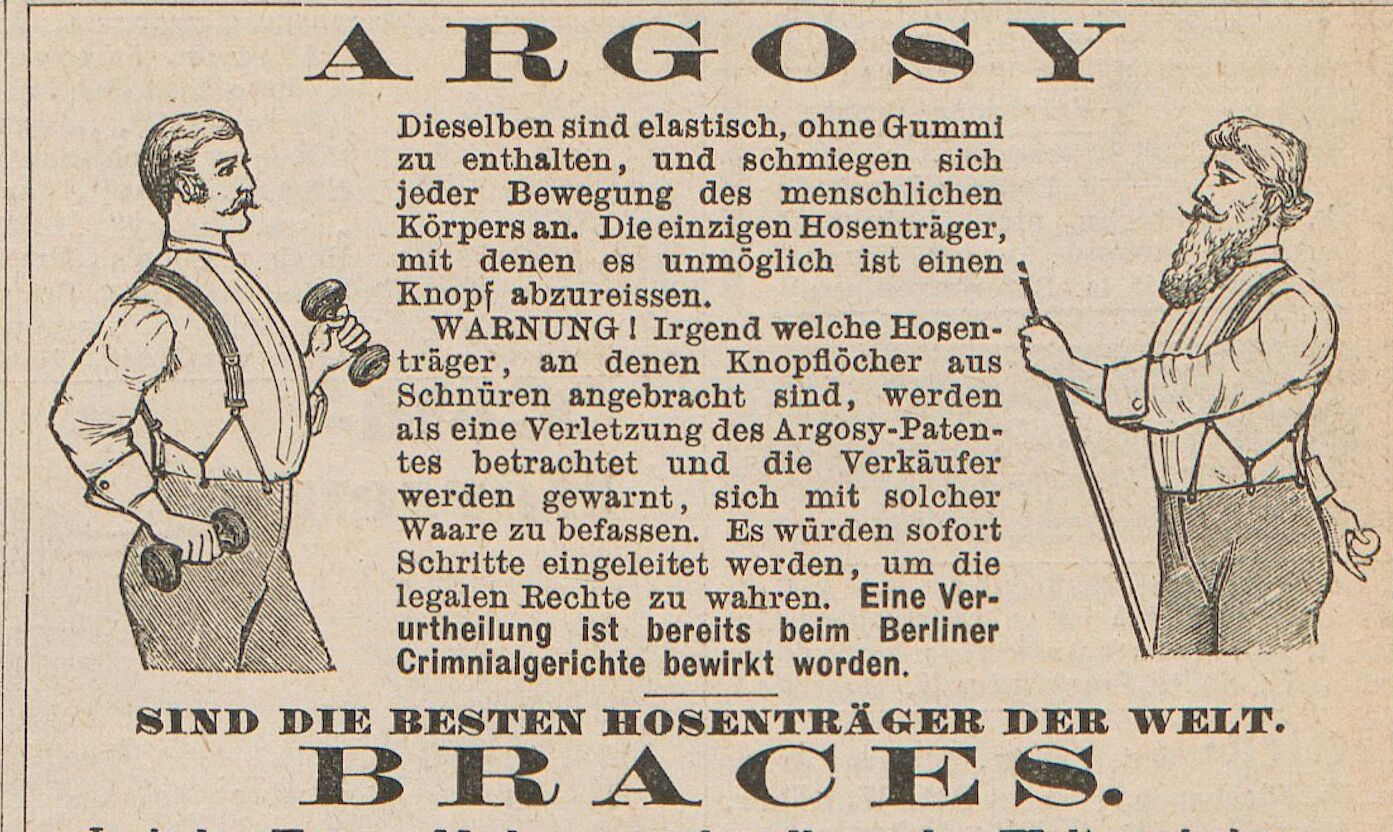 ARGOSY
Dieselben sind elastisch, ohne Gummi
zu enthalten, und schmiegen sich
jeder Bewegung des menschlichen
Körpers an. Die einzigen Hosenträger,
mit denen es unmöglich ist einen
Knopf abzureissen.
WARNUNG! Irgend welche Hosen-
träger, an denen Knopflöcher aus
Schnüren angebracht sind, werden
als eine Verletzung des Argosy-Paten-
tes betrachtet und die Verkäufer
werden gewarnt, sich mit solcher
Waare zu befassen. Es würden sofort
Schritte eingeleitet werden, um die
legalen Rechte zu wahren. Eine Ver-
urtheilung ist bereits beim Berliner
Crimnialgerichte bewirkt worden.
SIND DIE BESTEN HOSENTRÄGER DER WELT.
BRACES.